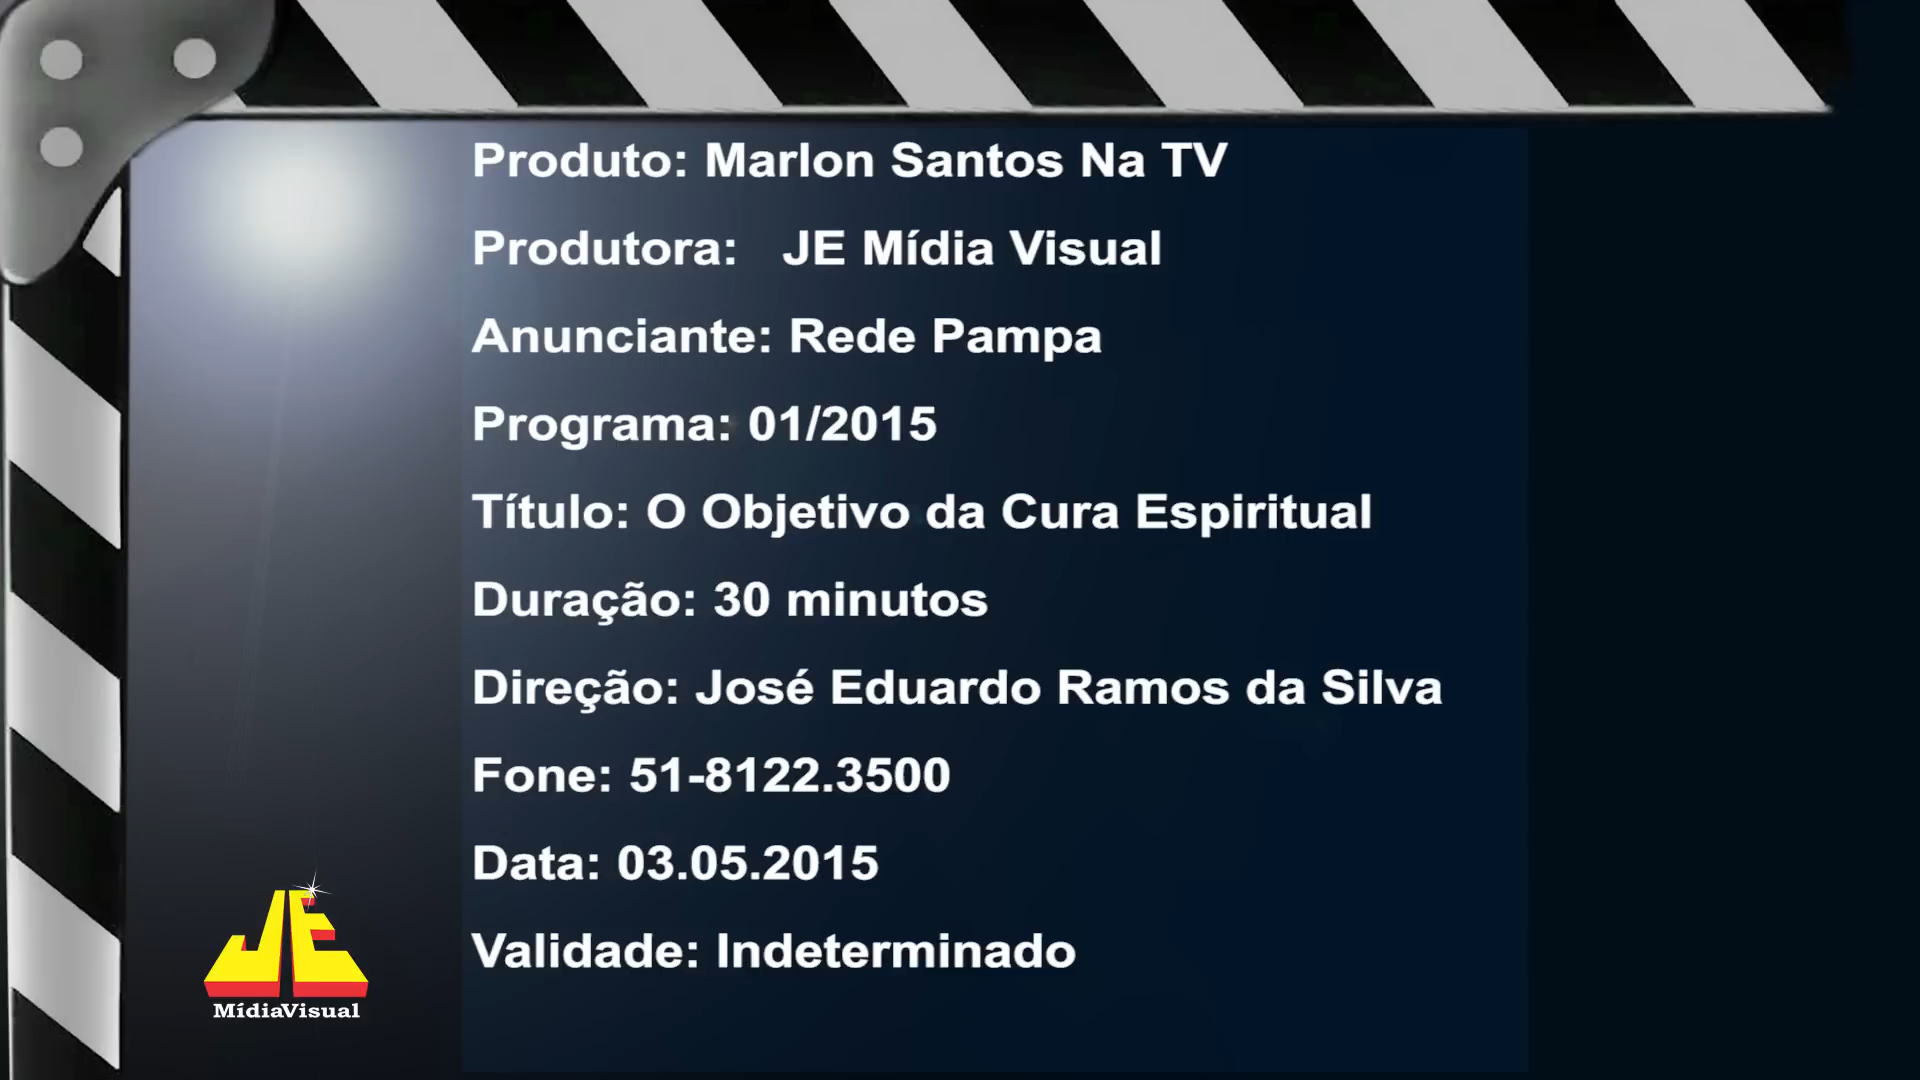 Produto: Marlon Santos Na TV
Produtora: JE Mídia Visual
Anunciante: Rede Pampa
Programa: 01/2015
Título: O Objetivo da Cura Espiritual
Duração: 30 minutos
Direção: José Eduardo Ramos da Silva
Fone: 51-8122.3500
Data: 03.05.2015
Validade: Indeterminado
JE
MídiaVisual